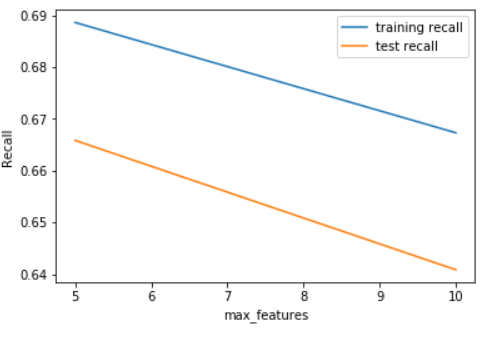 0.69
0.68
0.67
0.66
0.65
0.64
Recall
training recall
test recall
5 6 7 8 9 10
max_features